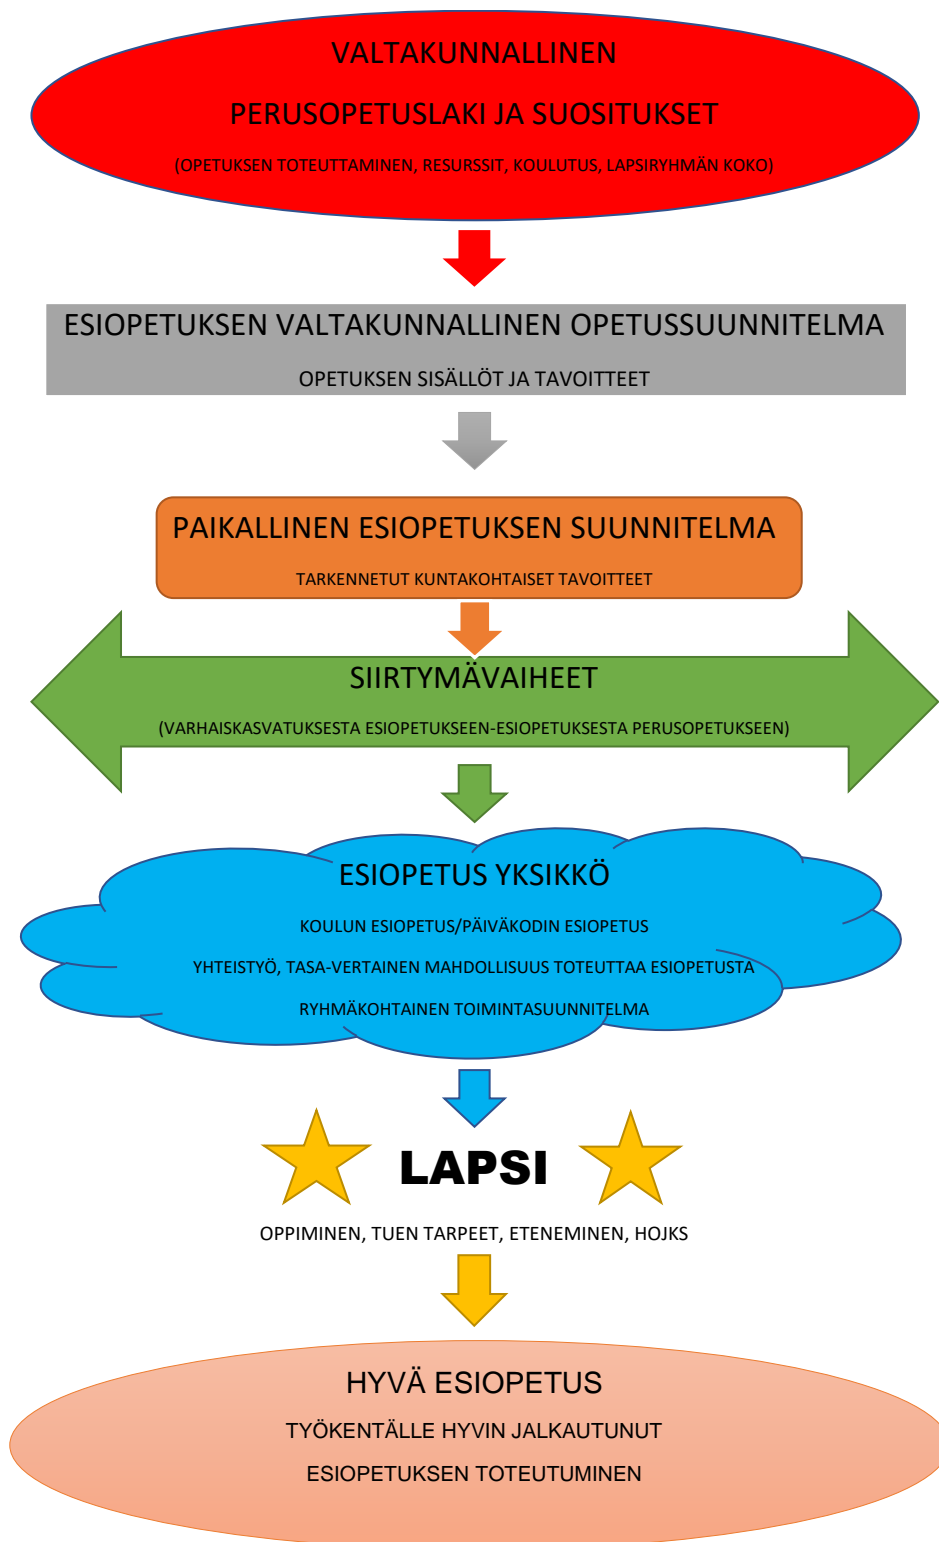 VALTAKUNNALLINEN
PERUSOPETUSLAKI JA SUOSITUKSET
(OPETUKSEN TOTEUTTAMINEN, RESURSSIT, KOULUTUS, LAPSIRYHMÄN KOKO)
ESIOPETUKSEN VALTAKUNNALLINEN OPETUSSUUNNITELMA
OPETUKSEN SISÄLLÖT JA TAVOITTEET
PAIKALLINEN ESIOPETUKSEN SUUNNITELMA
TARKENNETUT KUNTAKOHTAISET TAVOITTEET
SIIRTYMÄVAIHEET
(VARHAISKASVATUKSESTA ESIOPETUKSEEN-ESIOPETUKSESTA PERUSOPETUKSEEN)
ESIOPETUS YKSIKKÖ
KOULUN ESIOPETUS/PÄIVÄKODIN ESIOPETUS
YHTEISTYÖ, TASA-VERTAINEN MAHDOLLISUUS TOTEUTTAA ESIOPETUSTA
RYHMÄKOHTAINEN TOIMINTASUUNNITELMA
LAPSI
OPPIMINEN, TUEN TARPEET, ETENEMINEN, HOJKS
HYVÄ ESIOPETUS
TYÖKENTÄLLE HYVIN JALKAUTUNUT
ESIOPETUKSEN TOTEUTUMINEN